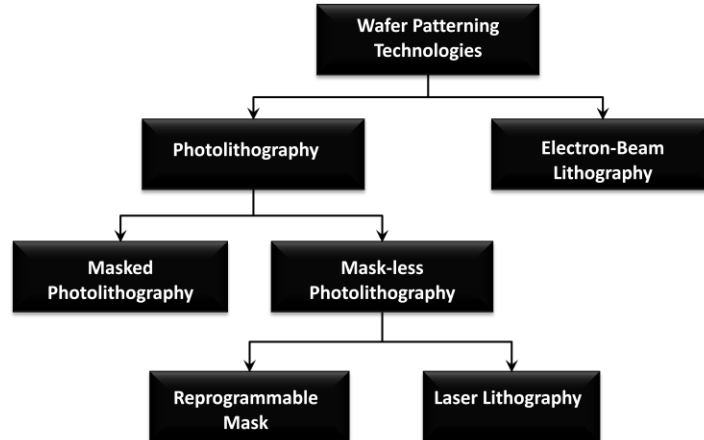 Wafer Patterning
Technologies
Photolithography
Electron-Beam
Lithography
Masked
Photolithography
Mask-less
Photolithography
Reprogrammable
Mask
Laser Lithography